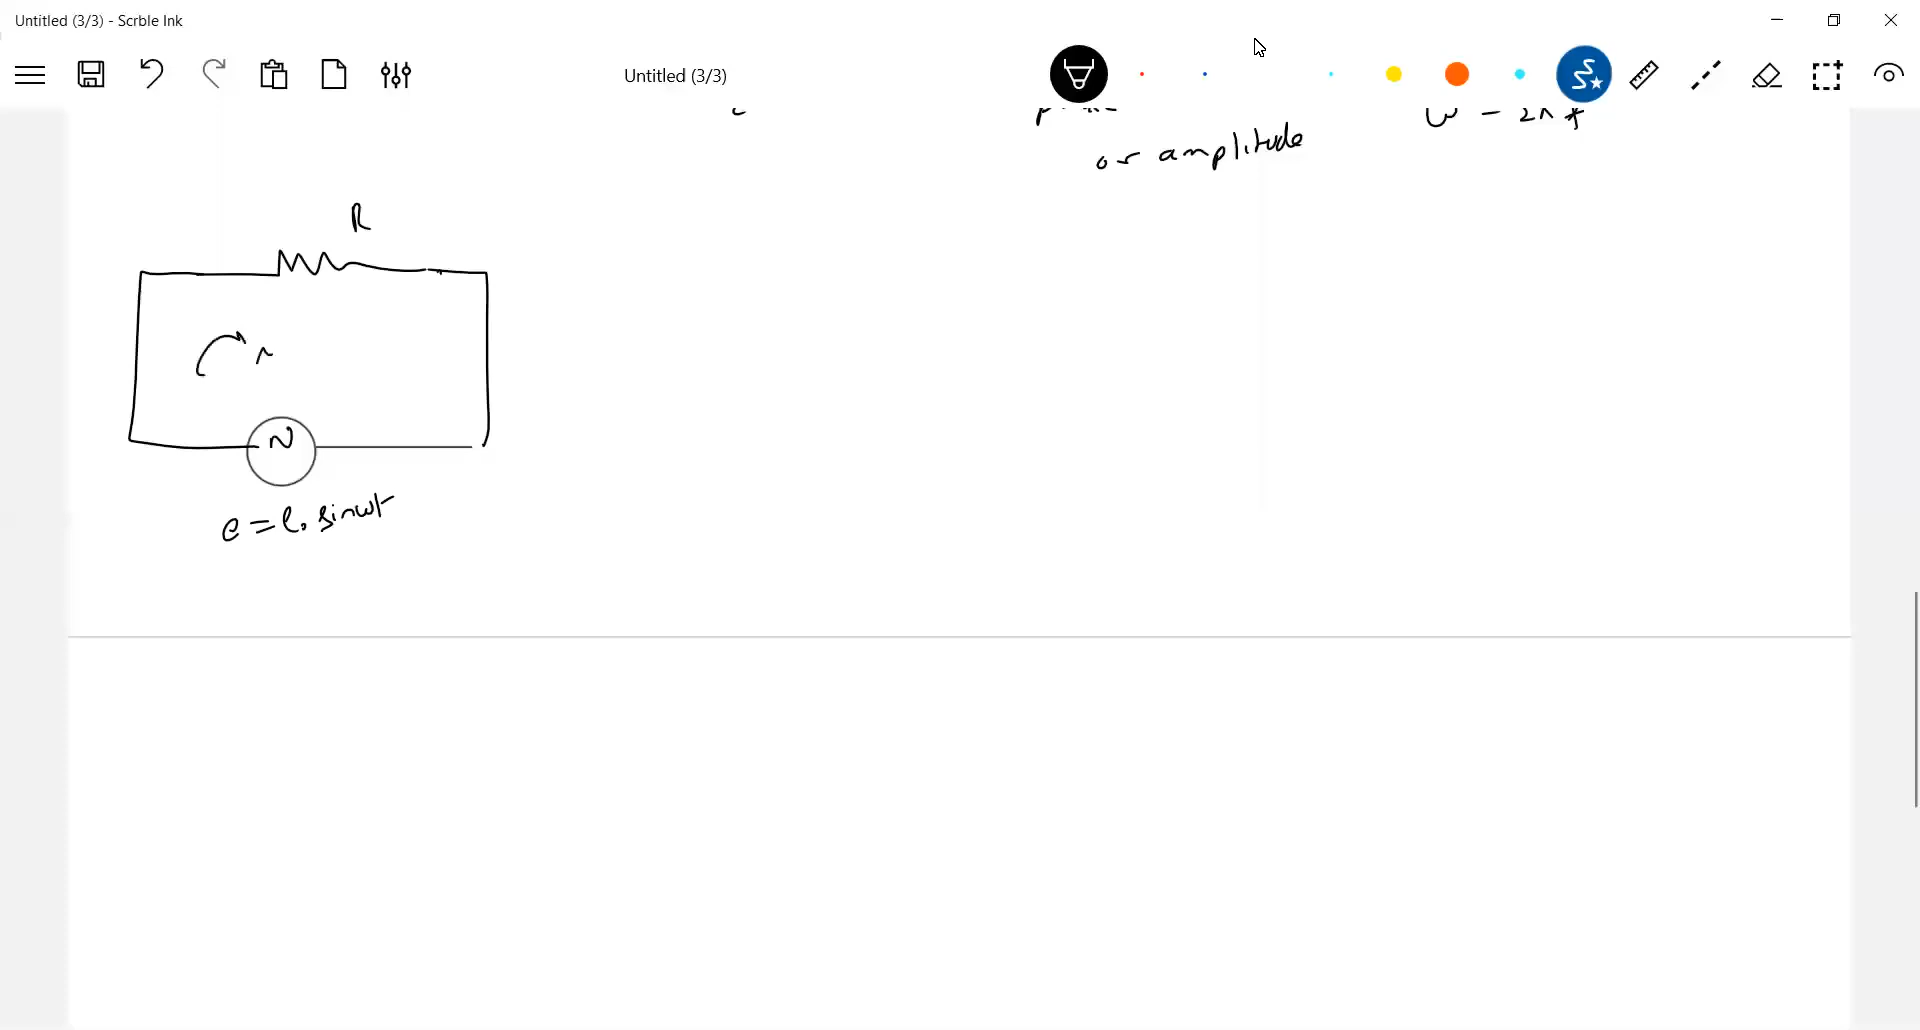 Untitled (3/3) - Scrble Ink
Untitled (3/3)
or amplitude
R
e = e₀ sinωt